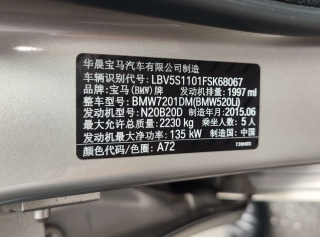 华晨宝马汽车有限公司制造
车辆识别代号: LBV5S1101FSK68067
品牌: 宝马(BMW)牌 发动机排量: 1997 ml
整车型号: BMW7201DM(BMW520Li)
发动机型号: N20B20D 制造年月: 2015.06
最大允许总质量: 2230 kg 乘坐人数: 5 人
发动机最大净功率: 135 kW 制造国: 中国
颜色代码/色圈: A72